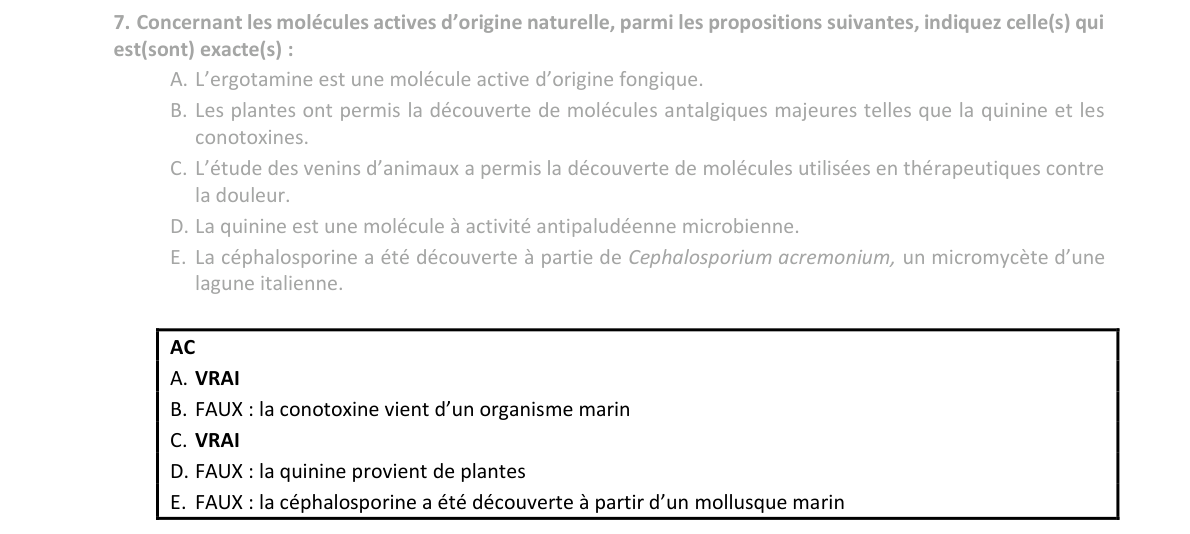 7. Concernant les molécules actives d’origine naturelle, parmi les propositions suivantes, indiquez celle(s) qui
est(sont) exacte(s) :
A. L’ergotamine est une molécule active d’origine fongique.
B. Les plantes ont permis la découverte de molécules antalgiques majeures telles que la quinine et les
conotoxines.
C. L’étude des venins d’animaux a permis la découverte de molécules utilisées en thérapeutiques contre
la douleur.
D. La quinine est une molécule à activité antipaludéenne microbienne.
E. La céphalosporine a été découverte à partie de Cephalosporium acremonium, un micromycète d’une
lagune italienne.
AC
A. VRAI
B. FAUX : la conotoxine vient d’un organisme marin
C. VRAI
D. FAUX : la quinine provient de plantes
E. FAUX : la céphalosporine a été découverte à partir d’un mollusque marin